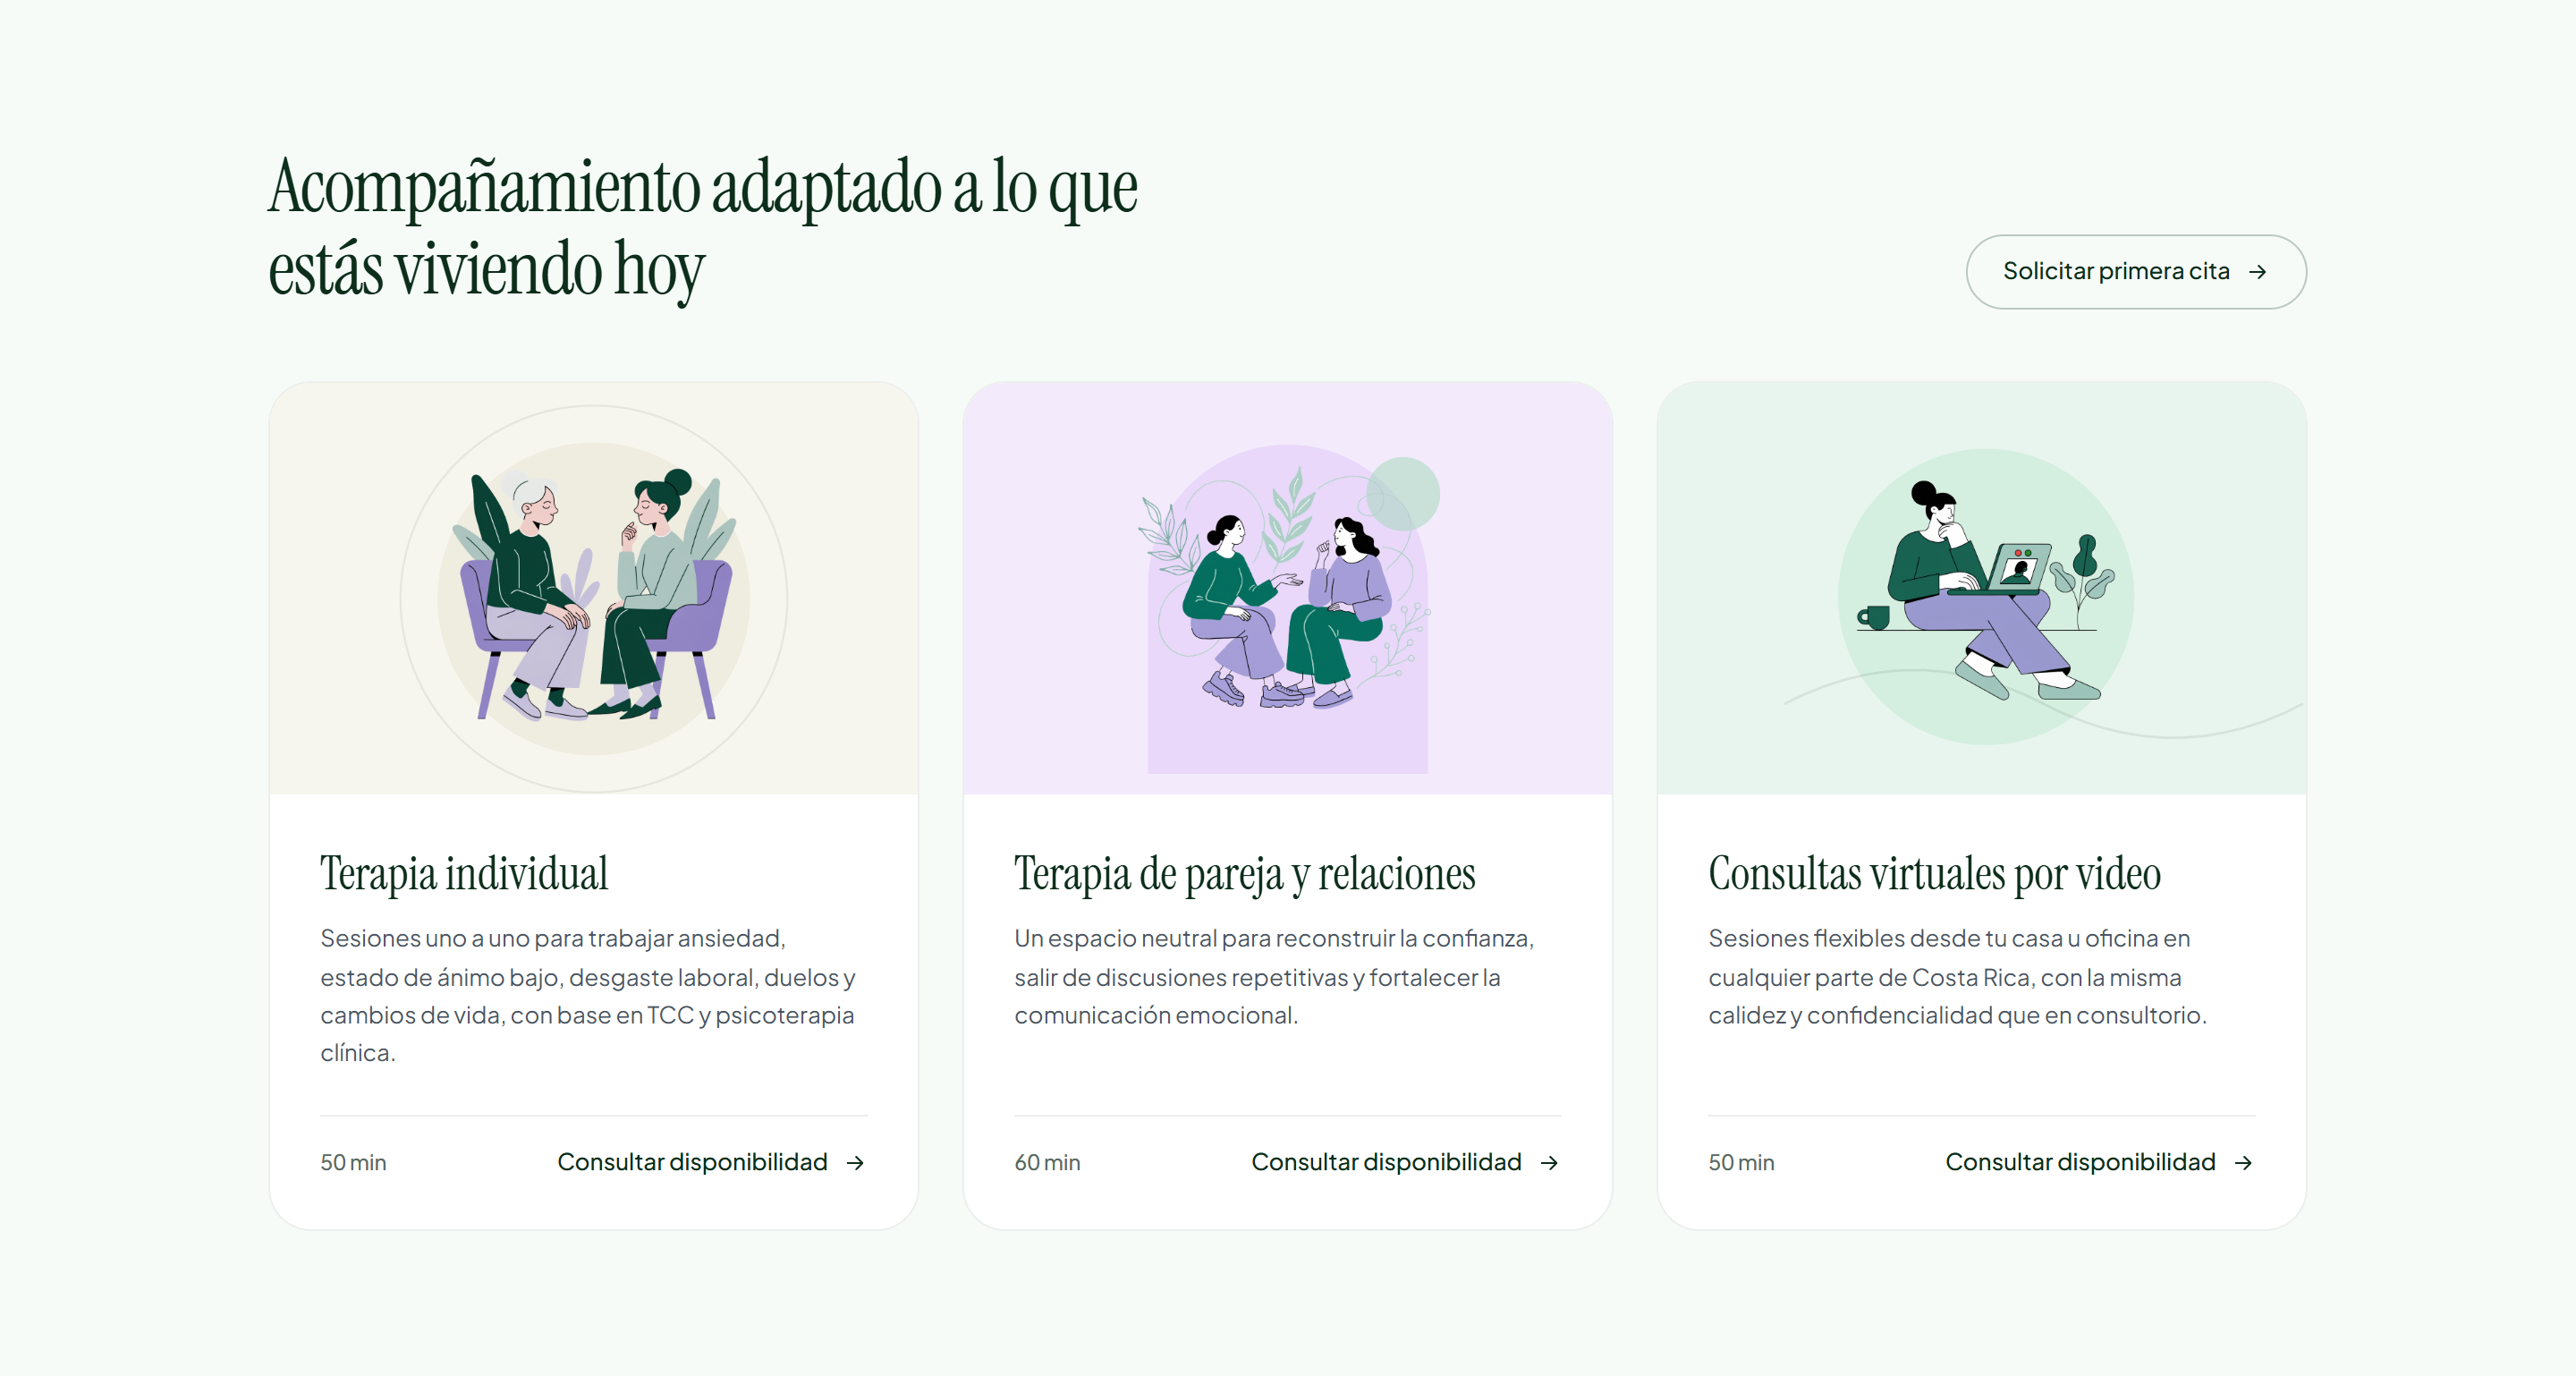 Acompañamiento adaptado a lo que
estás viviendo hoy
Solicitar primera cita →
Terapia individual
Sesiones uno a uno para trabajar ansiedad,
estado de ánimo bajo, desgaste laboral, duelos y
cambios de vida, con base en TCC y psicoterapia
clínica.
50 min
Consultar disponibilidad →
Terapia de pareja y relaciones
Un espacio neutral para reconstruir la confianza,
salir de discusiones repetitivas y fortalecer la
comunicación emocional.
60 min
Consultar disponibilidad →
Consultas virtuales por video
Sesiones flexibles desde tu casa u oficina en
cualquier parte de Costa Rica, con la misma
calidez y confidencialidad que en consultorio.
50 min
Consultar disponibilidad →